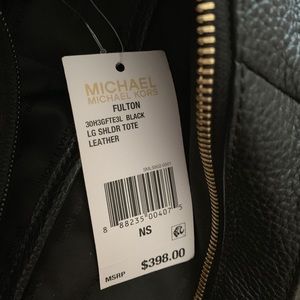 MICHAEL
MICHAEL KORS
FULTON
30H3GFTE3L BLACK
LG SHLDR TOTE
LEATHER
8 88235 00407 5
NS
MSRP $398.00